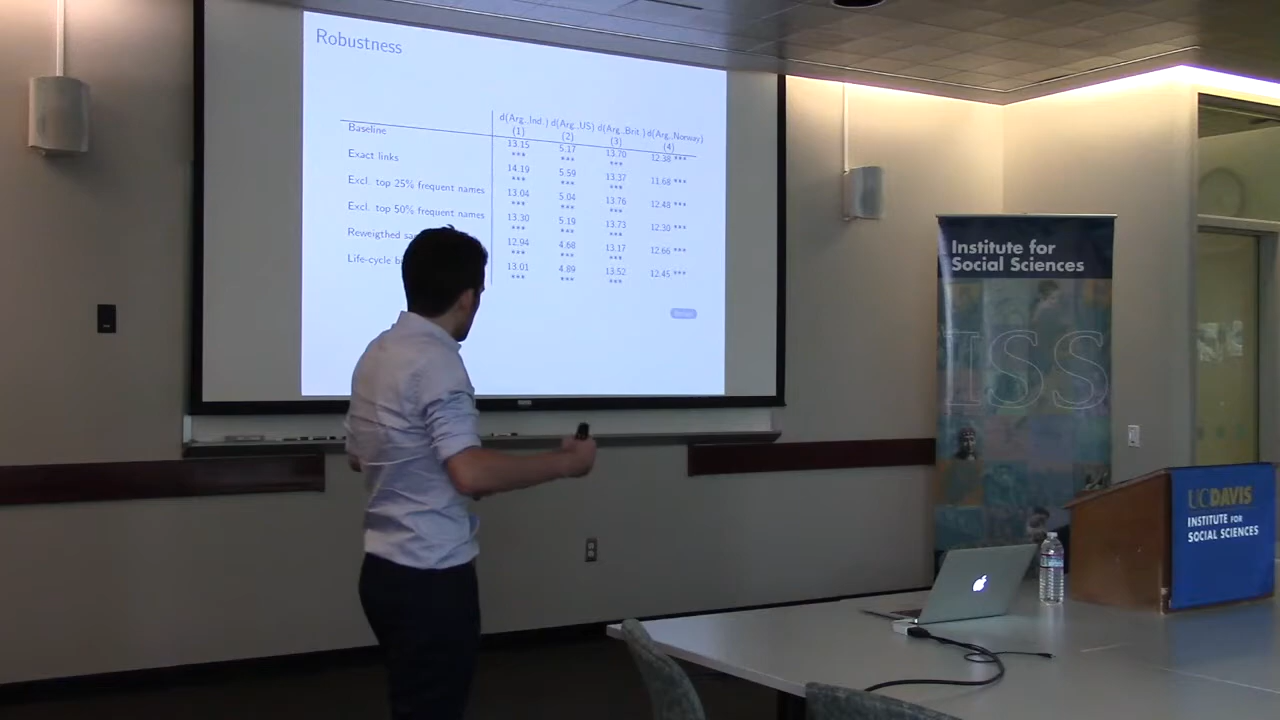 Robustness
d(Arg.,Ind.) d(Arg.,US) d(Arg.,Brit.) d(Arg.,Norway)
(1) (2) (3) (4)
Baseline 13.15 5.17 13.70 12.38 ***
*** *** ***
Exact links 14.19 5.59 13.37 11.68 ***
*** *** ***
Excl. top 25% frequent names 13.04 5.04 13.76 12.48 ***
*** *** ***
Excl. top 50% frequent names 13.30 5.19 13.73 12.30 ***
*** *** ***
Reweigthed 12.94 4.68 13.17 12.66 ***
*** *** ***
Life-cycle 13.01 4.89 13.52 12.45 ***
*** *** ***
Institute for
Social Sciences
ISS
UCDAVIS
INSTITUTE FOR
SOCIAL SCIENCES